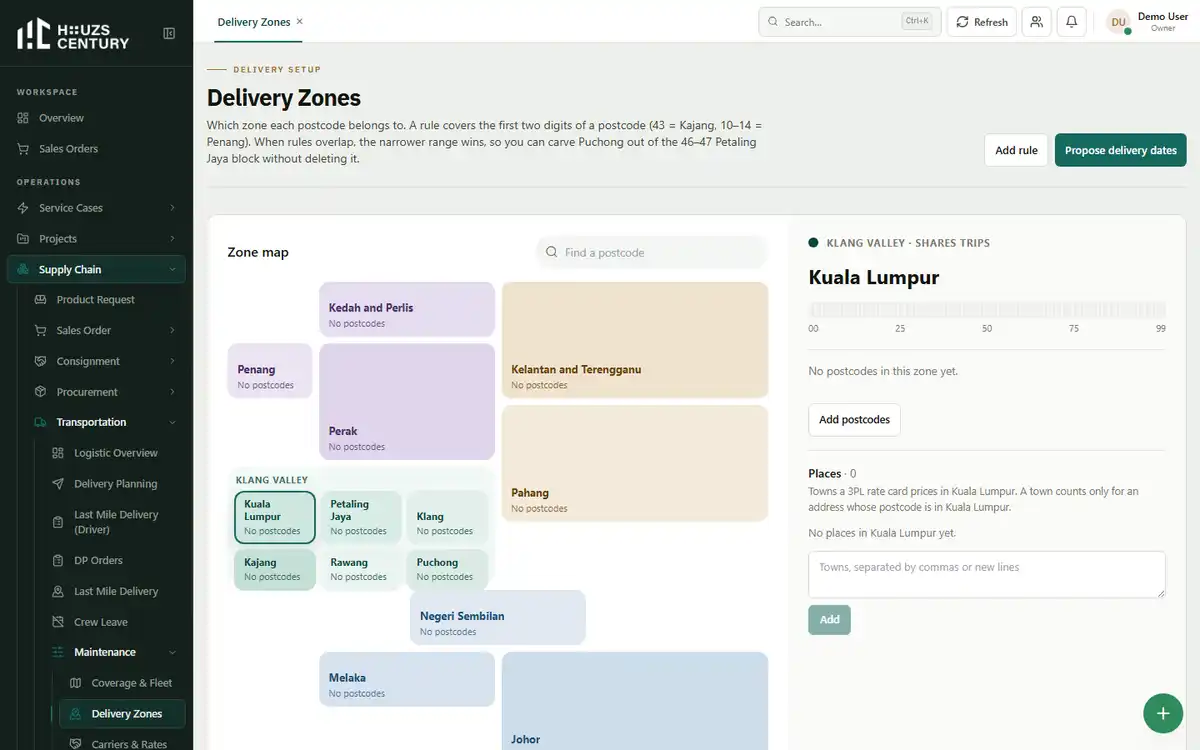 HOUZS
CENTURY
WORKSPACE
Overview
Sales Orders
OPERATIONS
Service Cases
Projects
Supply Chain
Product Request
Sales Order
Consignment
Procurement
Transportation
Logistic Overview
Delivery Planning
Last Mile Delivery
(Driver)
DP Orders
Last Mile Delivery
Crew Leave
Maintenance
Coverage & Fleet
Delivery Zones
Carriers & Rates
Delivery Zones ×
Search...
Ctrl+K
Refresh
DU
Demo User
Owner
DELIVERY SETUP
Delivery Zones
Which zone each postcode belongs to. A rule covers the first two digits of a postcode (43 = Kajang, 10–14 =
Penang). When rules overlap, the narrower range wins, so you can carve Puchong out of the 46–47 Petaling
Jaya block without deleting it.
Add rule
Propose delivery dates
Zone map
Find a postcode
Kedah and Perlis
No postcodes
Penang
No postcodes
Kelantan and Terengganu
No postcodes
Perak
No postcodes
Pahang
No postcodes
KLANG VALLEY
Kuala
Lumpur
No postcodes
Petaling
Jaya
No postcodes
Klang
No postcodes
Kajang
No postcodes
Rawang
No postcodes
Puchong
No postcodes
Negeri Sembilan
No postcodes
Melaka
No postcodes
Johor
KLANG VALLEY · SHARES TRIPS
Kuala Lumpur
00 25 50 75 99
No postcodes in this zone yet.
Add postcodes
Places · 0
Towns a 3PL rate card prices in Kuala Lumpur. A town counts only for an
address whose postcode is in Kuala Lumpur.
No places in Kuala Lumpur yet.
Towns, separated by commas or new lines
Add